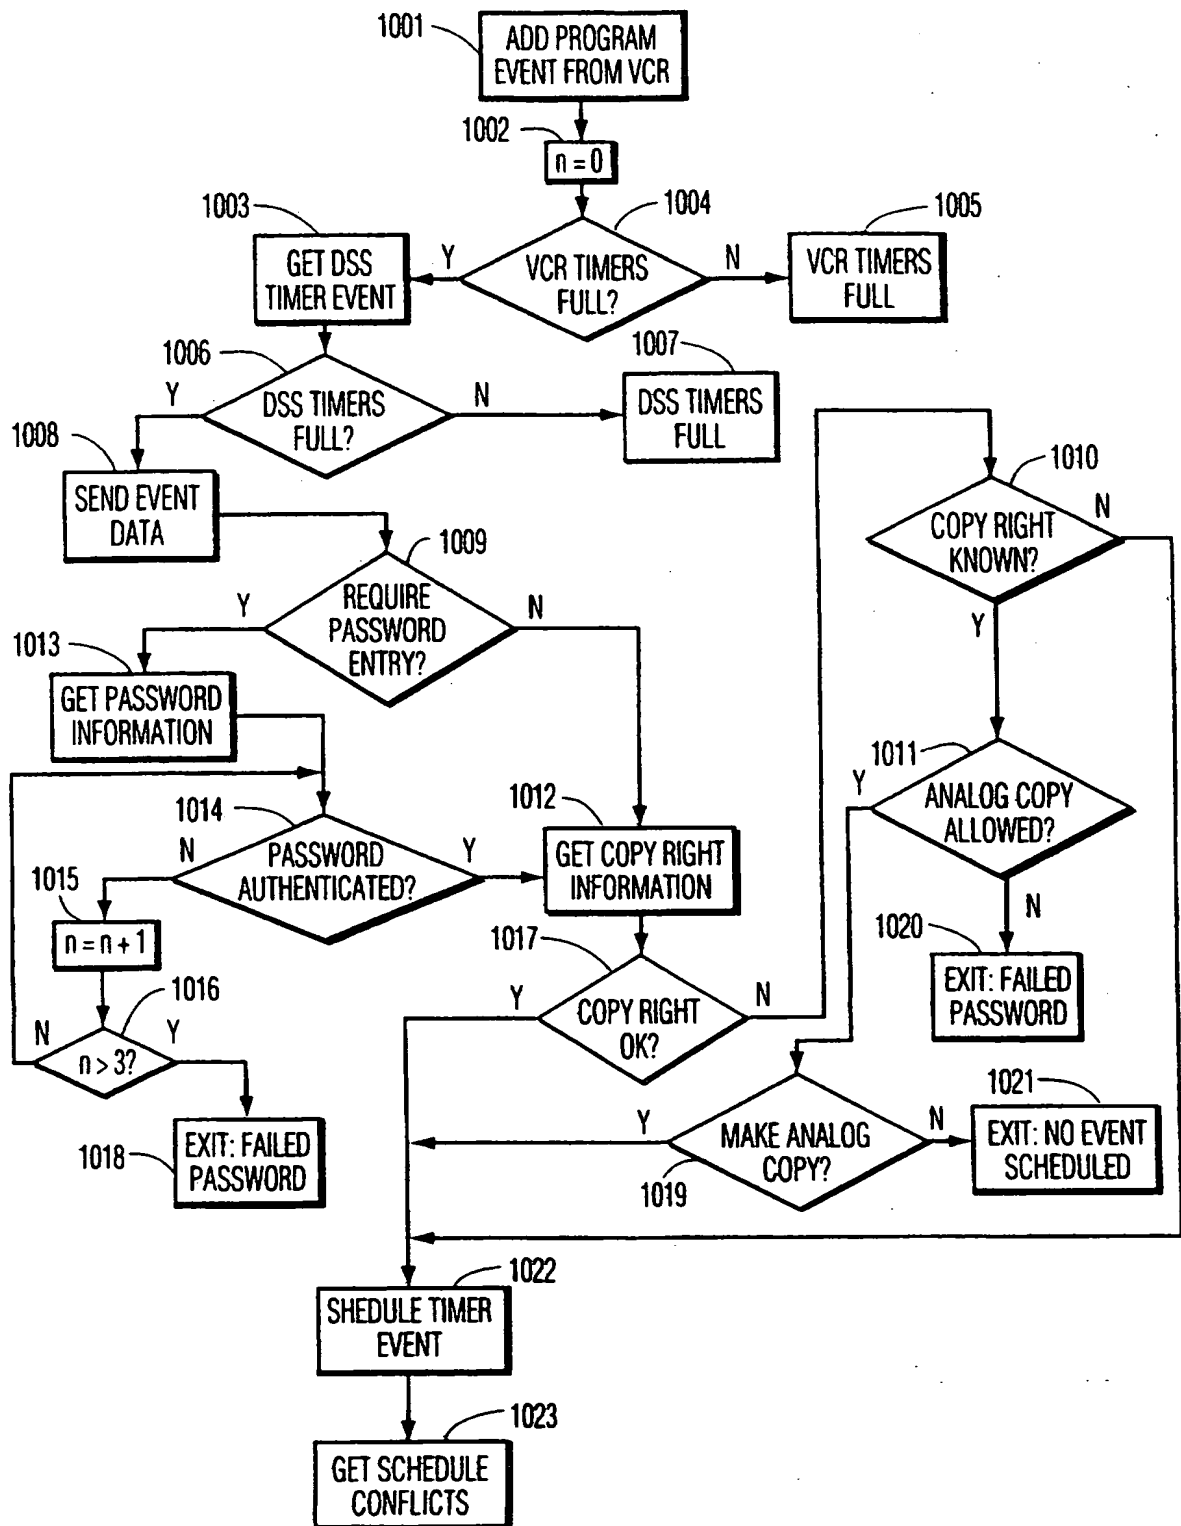 1001
ADD PROGRAM
EVENT FROM VCR
1002
n = 0
1003
GET DSS
TIMER EVENT
1004
Y
VCR TIMERS
FULL?
N
1005
VCR TIMERS
FULL
1006
Y
DSS TIMERS
FULL?
N
1007
DSS TIMERS
FULL
1008
SEND EVENT
DATA
1009
Y
REQUIRE
PASSWORD
ENTRY?
N
1010
COPY RIGHT
KNOWN?
N
Y
1013
GET PASSWORD
INFORMATION
1011
Y
ANALOG COPY
ALLOWED?
N
1014
N
PASSWORD
AUTHENTICATED?
Y
1012
GET COPY RIGHT
INFORMATION
1015
n = n + 1
1016
N
n > 3?
Y
1017
Y
COPY RIGHT
OK?
N
1020
EXIT: FAILED
PASSWORD
1018
EXIT: FAILED
PASSWORD
Y
MAKE ANALOG
COPY?
1019
N
1021
EXIT: NO EVENT
SCHEDULED
1022
SHEDULE TIMER
EVENT
1023
GET SCHEDULE
CONFLICTS